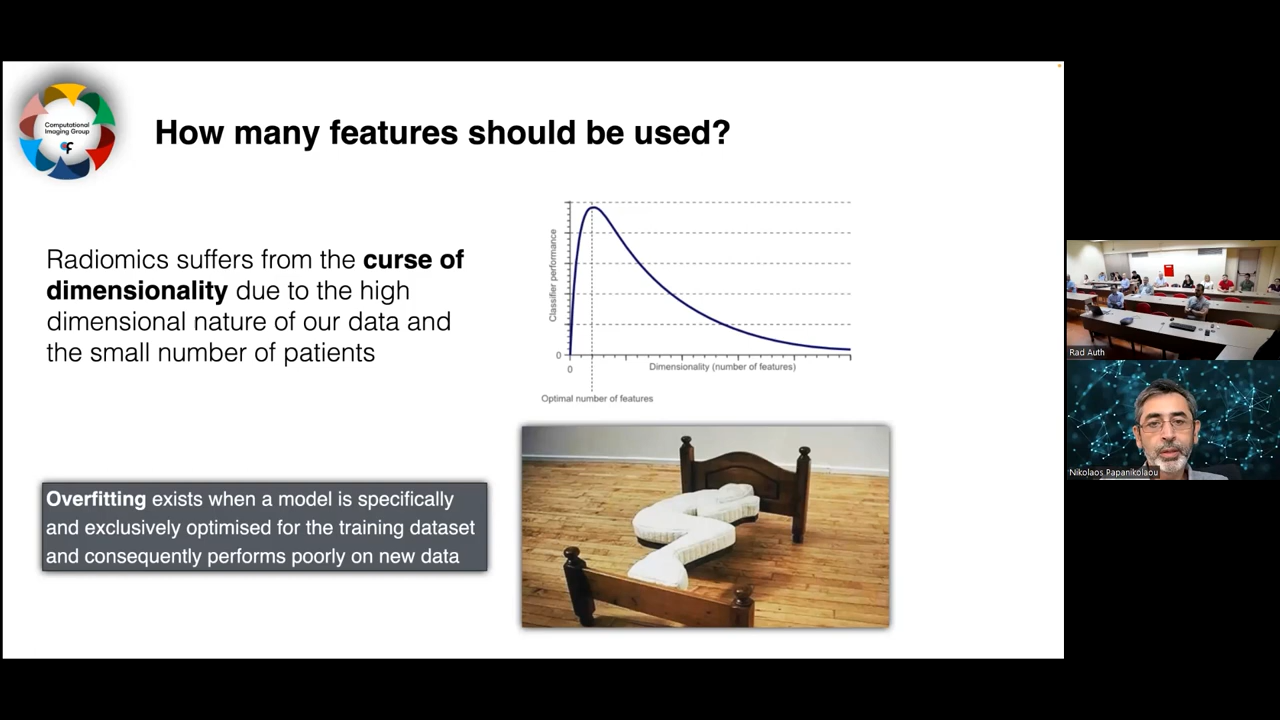 Computational
Imaging Group
How many features should be used?
Radiomics suffers from the curse of
dimensionality due to the high
dimensional nature of our data and
the small number of patients
Overfitting exists when a model is specifically
and exclusively optimised for the training dataset
and consequently performs poorly on new data
Classifier performance
0
0
Dimensionality (number of features)
Optimal number of features
Rad Auth
Nikolaos Papanikolaou